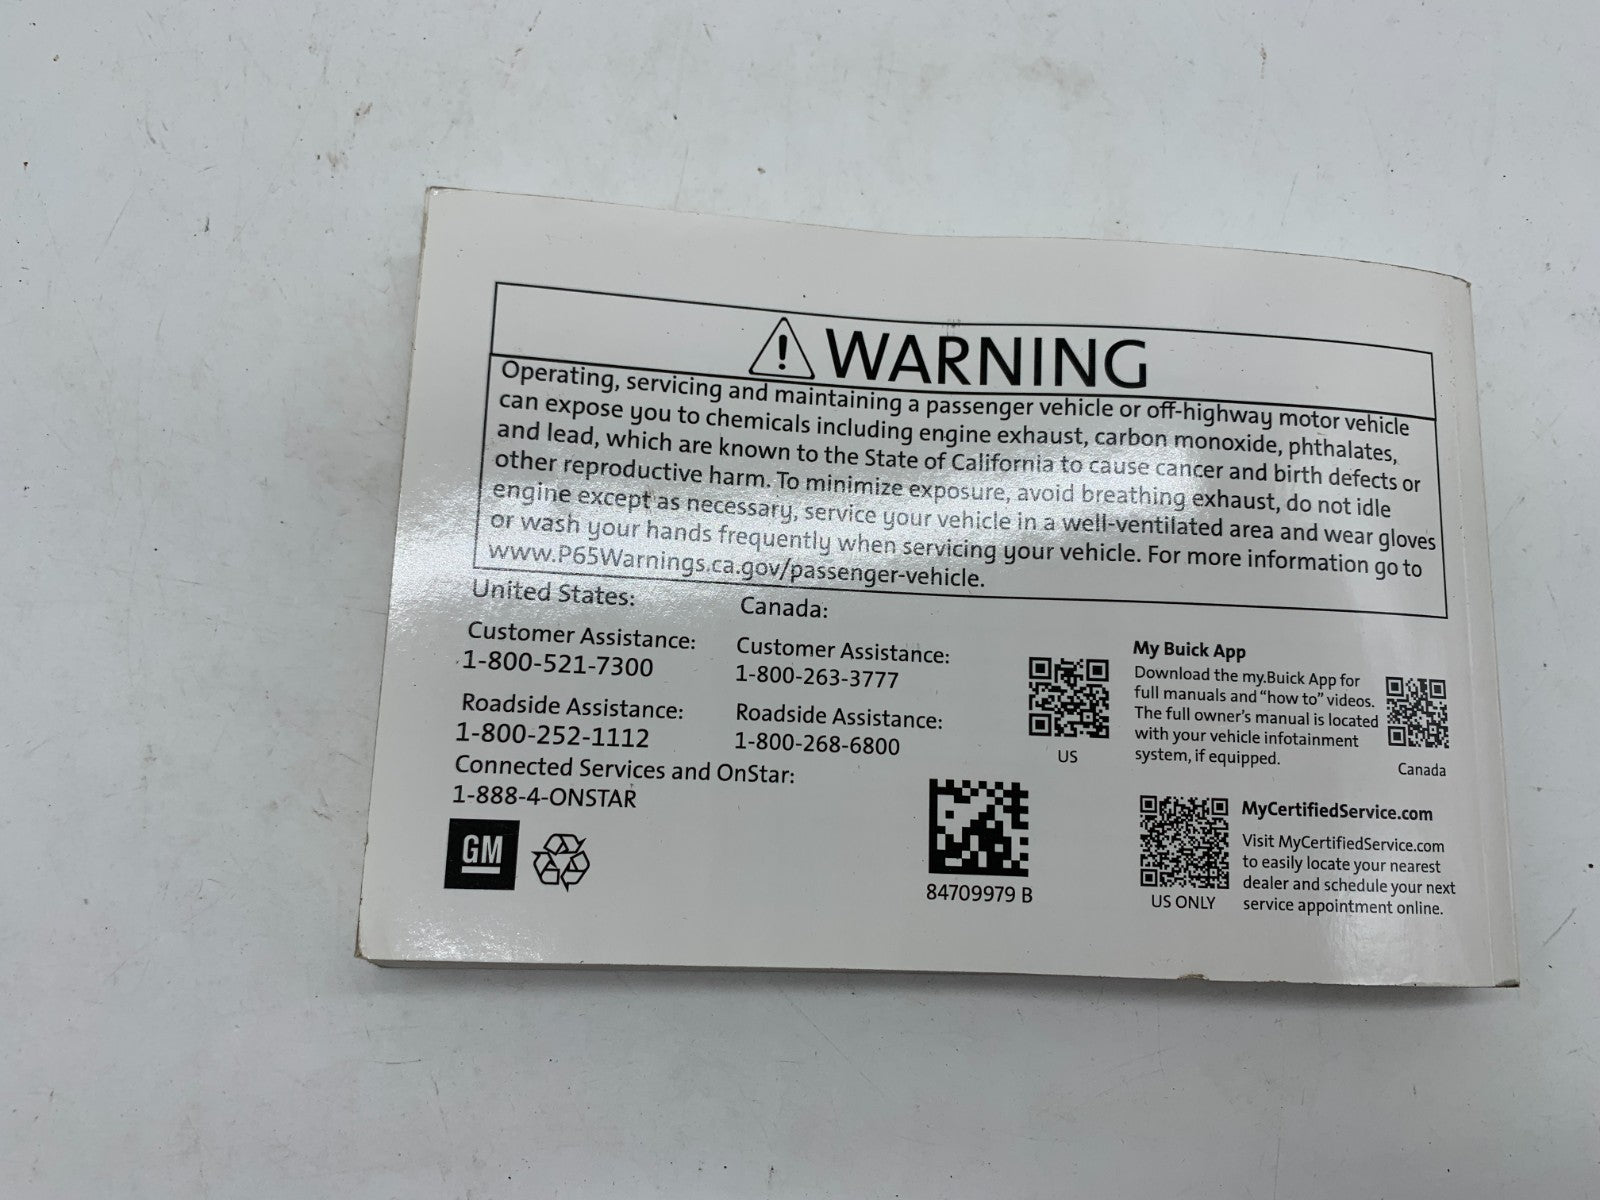 WARNING
Operating, servicing and maintaining a passenger vehicle or off-highway motor vehicle
can expose you to chemicals including engine exhaust, carbon monoxide, phthalates,
and lead, which are known to the State of California to cause cancer and birth defects or
other reproductive harm. To minimize exposure, avoid breathing exhaust, do not idle
engine except as necessary, service your vehicle in a well-ventilated area and wear gloves
or wash your hands frequently when servicing your vehicle. For more information go to
www.P65Warnings.ca.gov/passenger-vehicle.
United States:
Customer Assistance:
1-800-521-7300
Roadside Assistance:
1-800-252-1112
Connected Services and OnStar:
1-888-4-ONSTAR
Canada:
Customer Assistance:
1-800-263-3777
Roadside Assistance:
1-800-268-6800
US
My Buick App
Download the my.Buick App for
full manuals and "how to" videos.
The full owner's manual is located
with your vehicle infotainment
system, if equipped.
Canada
GM
84709979 B
US ONLY
MyCertifiedService.com
Visit MyCertifiedService.com
to easily locate your nearest
dealer and schedule your next
service appointment online.